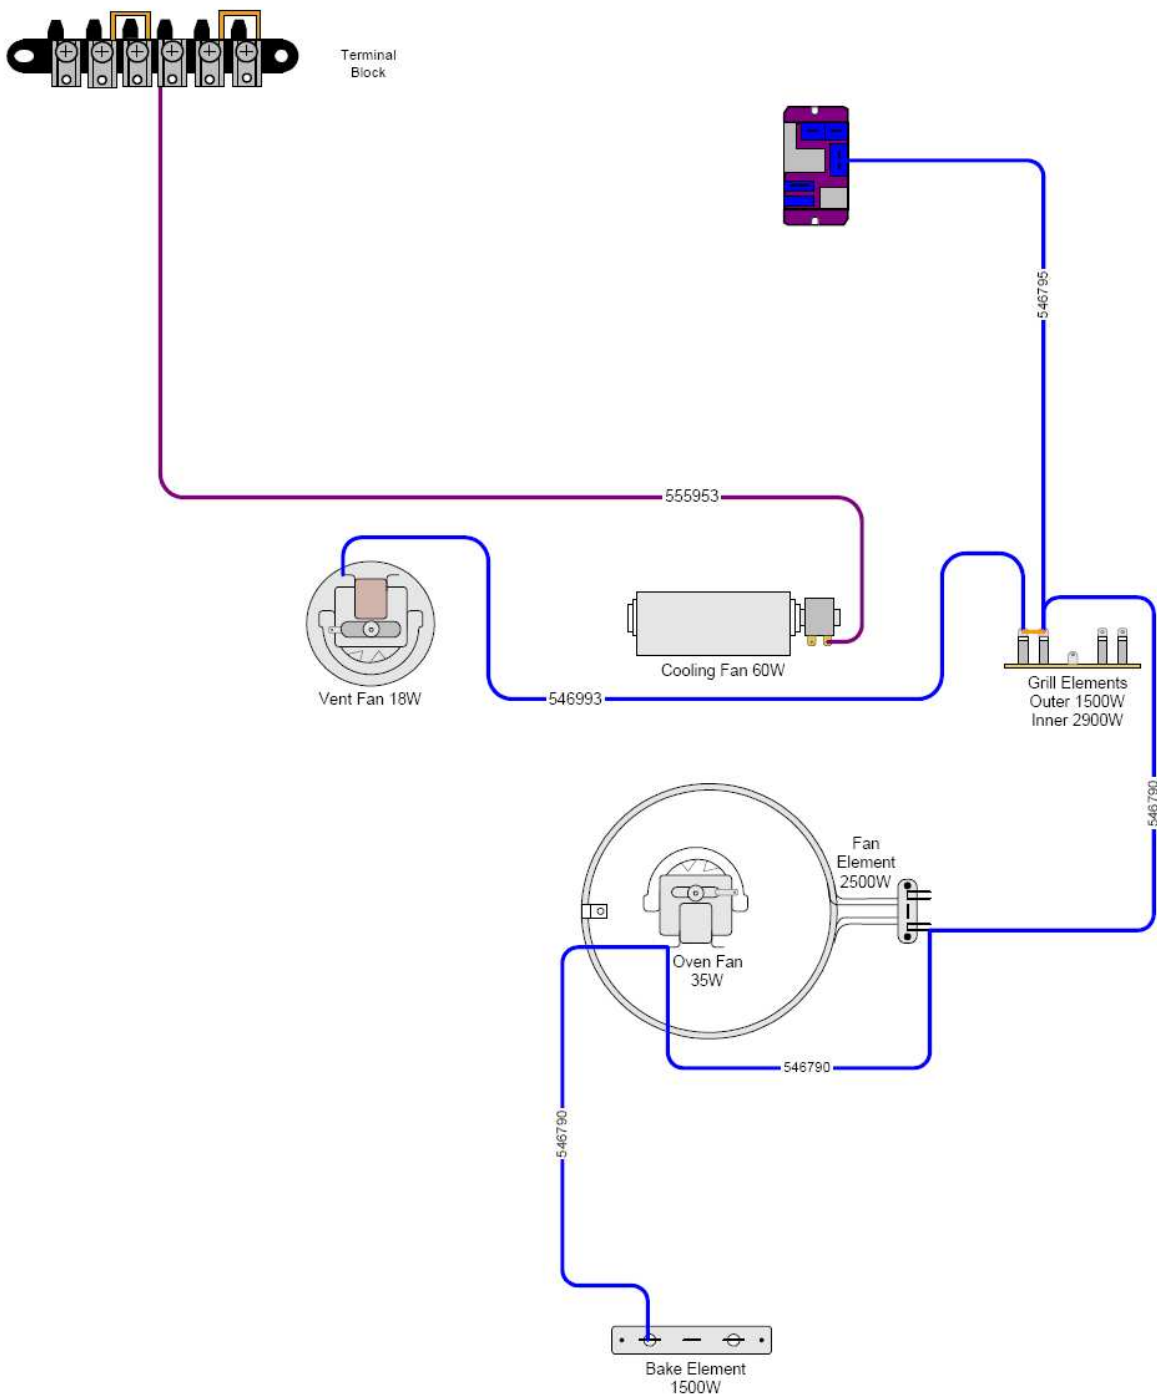 Terminal
Block
546795
555953
Cooling Fan 60W
Vent Fan 18W
546993
Grill Elements
Outer 1500W
Inner 2900W
546790
Fan
Element
2500W
Oven Fan
35W
546790
546790
Bake Element
1500W